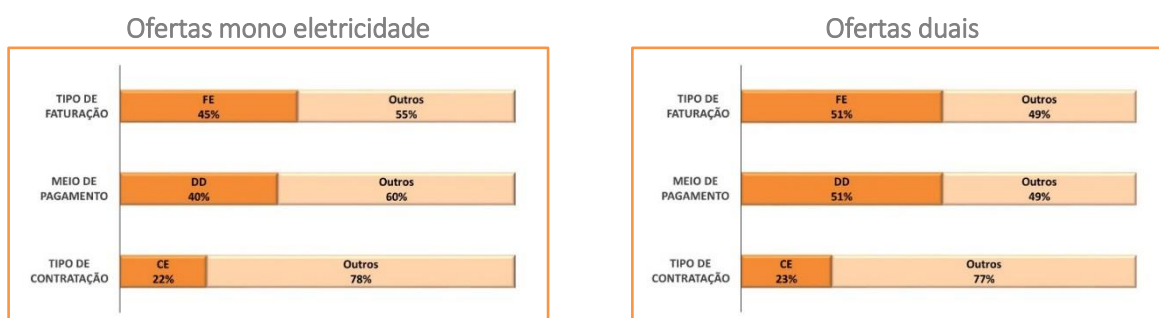 Ofertas mono eletricidade
TIPO DE
FATURAÇÃO
FE
45%
Outros
55%
MEIO DE
PAGAMENTO
DD
40%
Outros
60%
TIPO DE
CONTRATAÇÃO
CE
22%
Outros
78%
Ofertas duais
TIPO DE
FATURAÇÃO
FE
51%
Outros
49%
MEIO DE
PAGAMENTO
DD
51%
Outros
49%
TIPO DE
CONTRATAÇÃO
CE
23%
Outros
77%